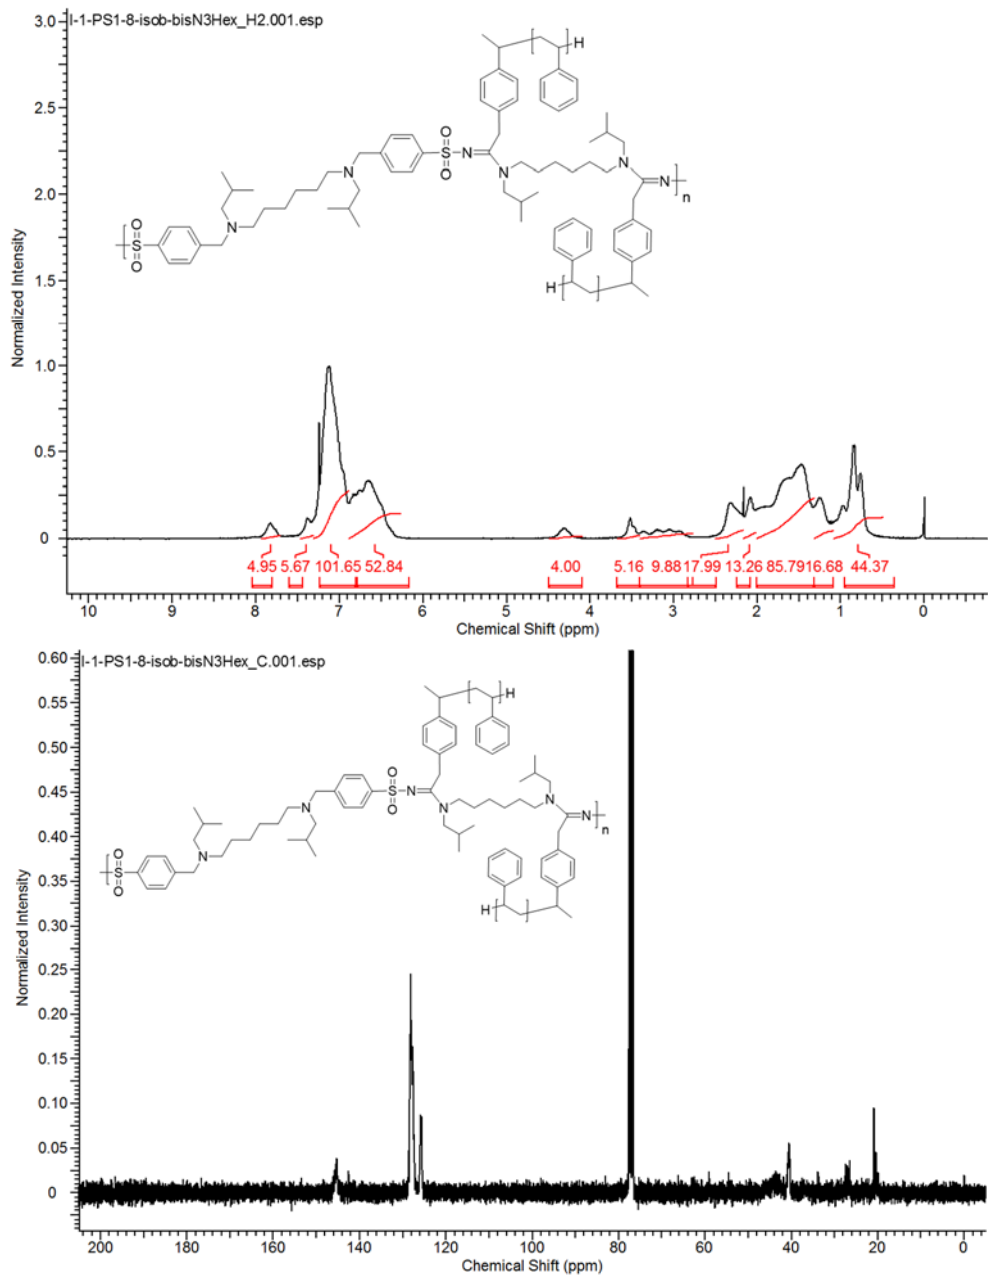 I-1-PS1-8-isob-bisN3Hex_H2.001.esp
3.0
2.5
2.0
1.5
1.0
0.5
0
Normalized Intensity
H
O
S
N
O
N
N
N
n
N
N
O
S
O
H
4.95 5.67 101.65 52.84 4.00 5.16 9.88 17.99 13.26 85.79 16.68 44.37
10 9 8 7 6 5 4 3 2 1 0
Chemical Shift (ppm)
I-1-PS1-8-isob-bisN3Hex_C.001.esp
0.60
0.55
0.50
0.45
0.40
0.35
0.30
0.25
0.20
0.15
0.10
0.05
0
Normalized Intensity
H
O
S
N
O
N
N
N
n
N
N
O
S
O
H
200 180 160 140 120 100 80 60 40 20 0
Chemical Shift (ppm)